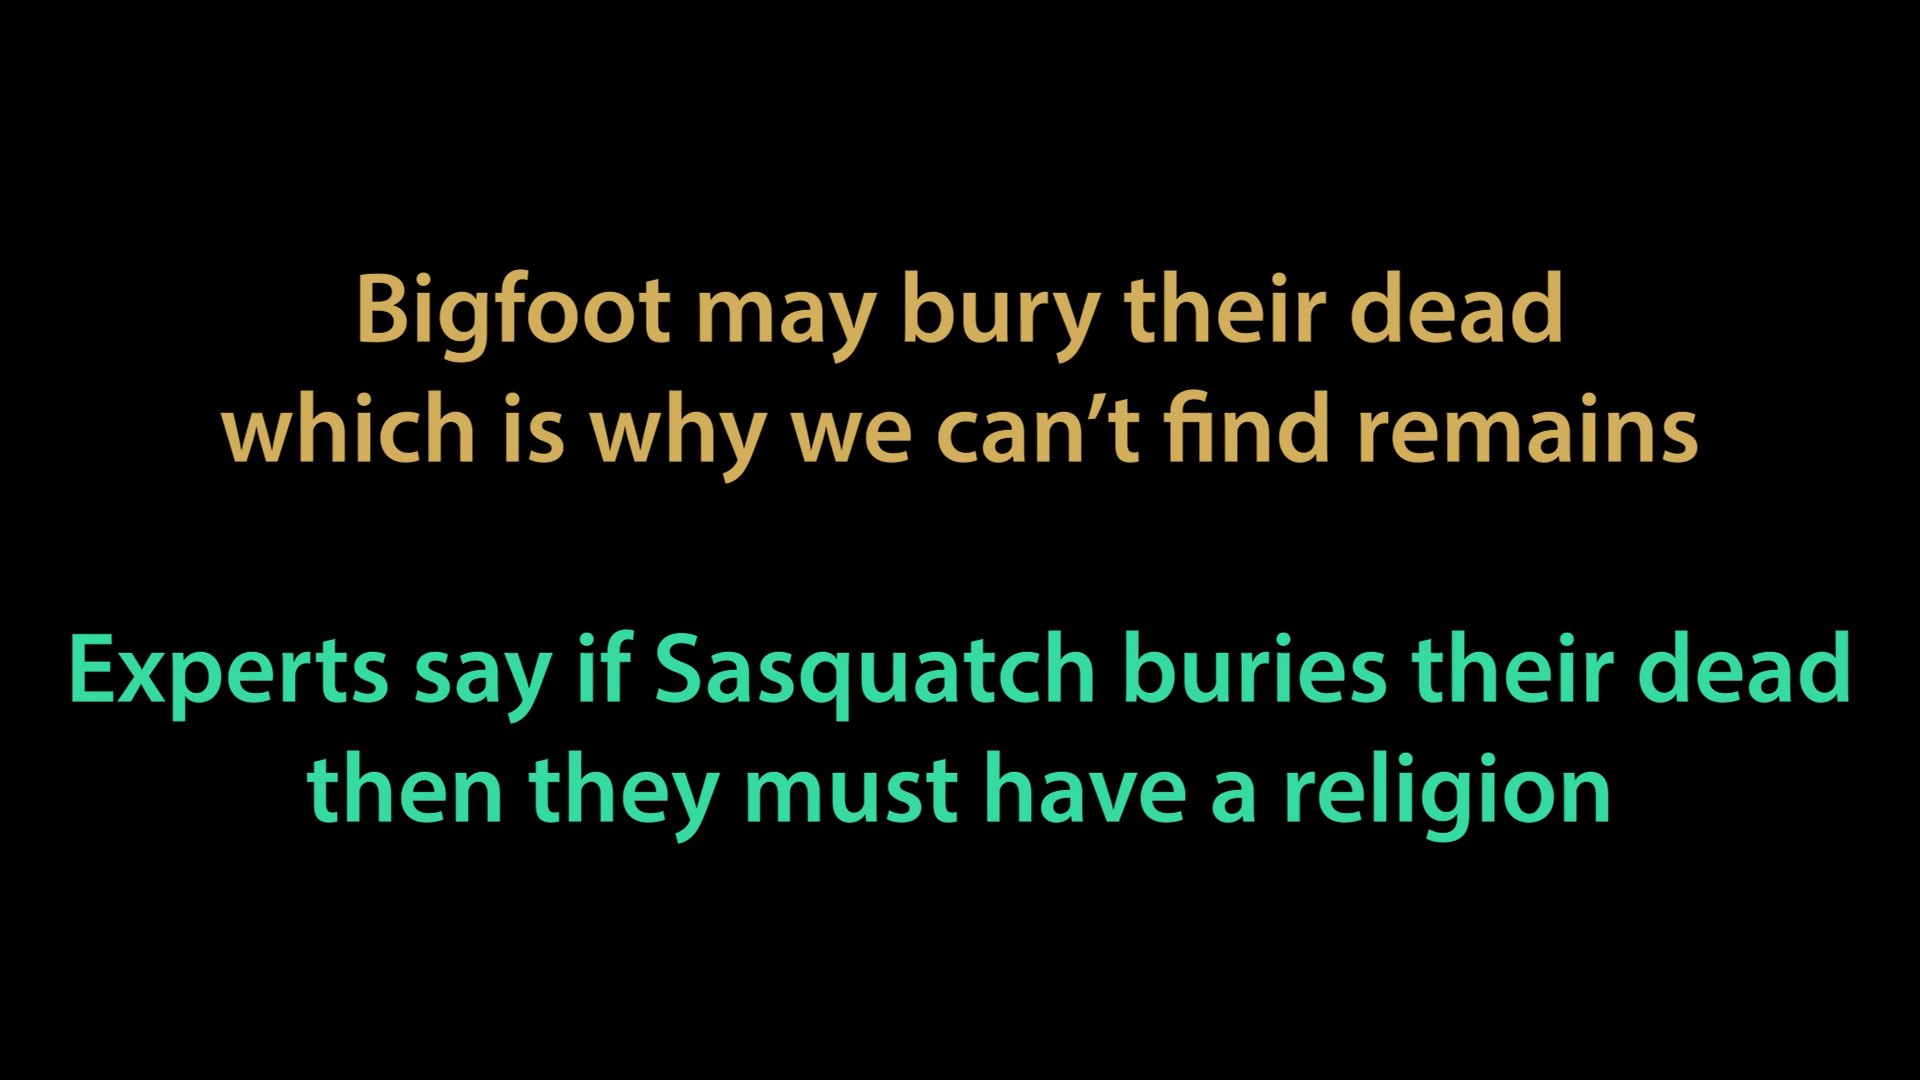 Bigfoot may bury their dead
which is why we can’t find remains
Experts say if Sasquatch buries their dead
then they must have a religion